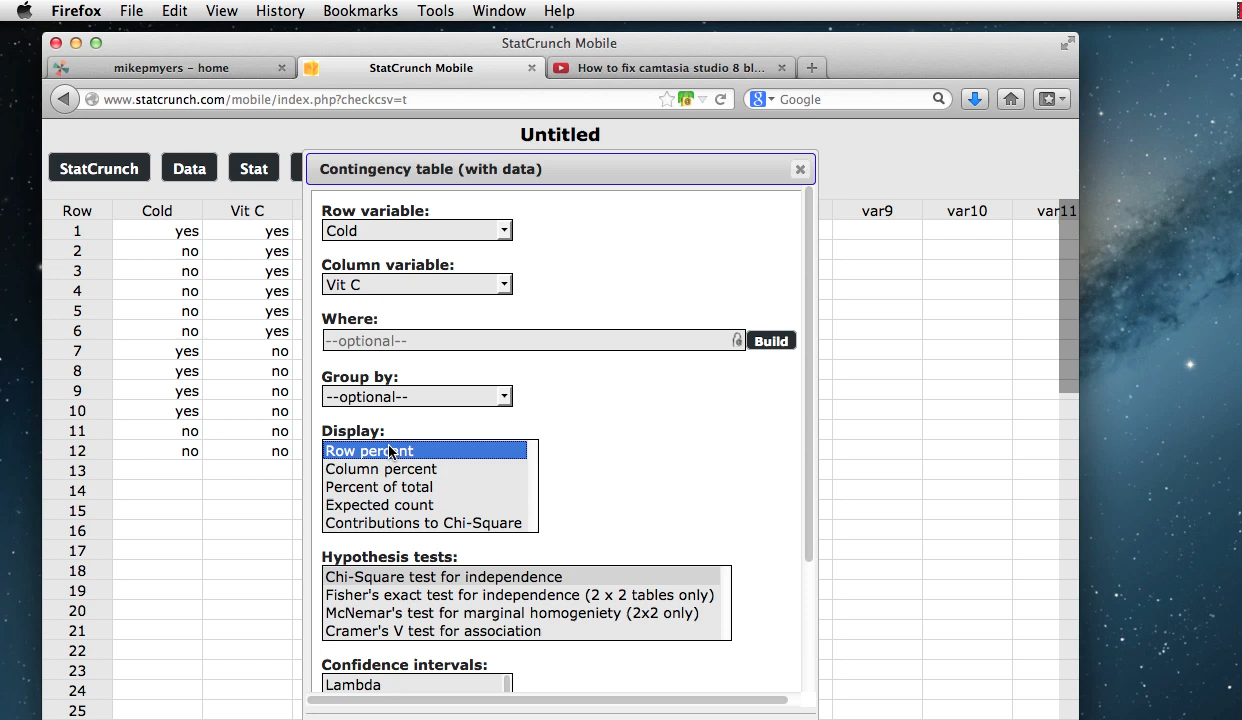 Firefox File Edit View History Bookmarks Tools Window Help
StatCrunch Mobile
mikepmyers - home StatCrunch Mobile How to fix camtasia studio 8 bl...
www.statcrunch.com/mobile/index.php?checkcsv=t Google
Untitled
StatCrunch Data Stat
Contingency table (with data)
Row Cold Vit C var9 var10 var11
1 yes yes
2 no yes
3 no yes
4 no yes
5 no yes
6 no yes
7 yes no
8 yes no
9 yes no
10 yes no
11 no no
12 no no
13
14
15
16
17
18
19
20
21
22
23
24
25
Row variable:
Cold
Column variable:
Vit C
Where:
--optional-- Build
Group by:
--optional--
Display:
Row percent
Column percent
Percent of total
Expected count
Contributions to Chi-Square
Hypothesis tests:
Chi-Square test for independence
Fisher's exact test for independence (2 x 2 tables only)
McNemar's test for marginal homogeniety (2x2 only)
Cramer's V test for association
Confidence intervals:
Lambda